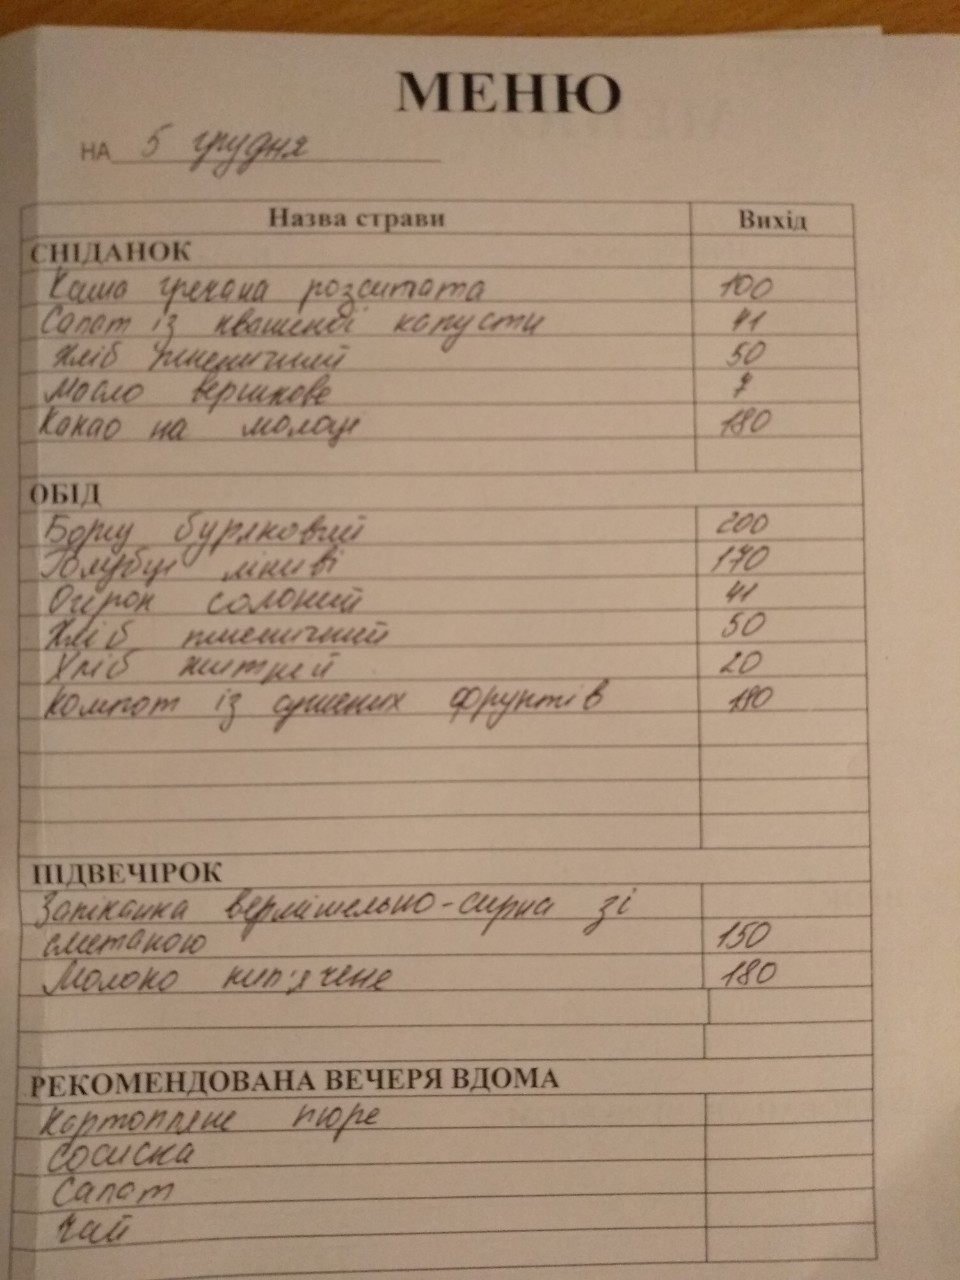 МЕНЮ
НА 5 грудня
Назва страви Вихід
СНІДАНОК
Каша гречана розсипчата 100
Салат із квашеної капусти 41
Хліб пшеничний 50
Масло вершкове 7
Какао на молоці 180
ОБІД
Борщ буряковий 200
Голубці ліниві 170
Огірок солоний 41
Хліб пшеничний 50
Хліб житній 20
Компот із сушених фруктів 180
ПІДВЕЧІРОК
Запіканка вермішельно-сирна зі
сметаною 150
Молоко кип'ячене 180
РЕКОМЕНДОВАНА ВЕЧЕРЯ ВДОМА
Картопляне пюре
Сосиска
Салат
Чай